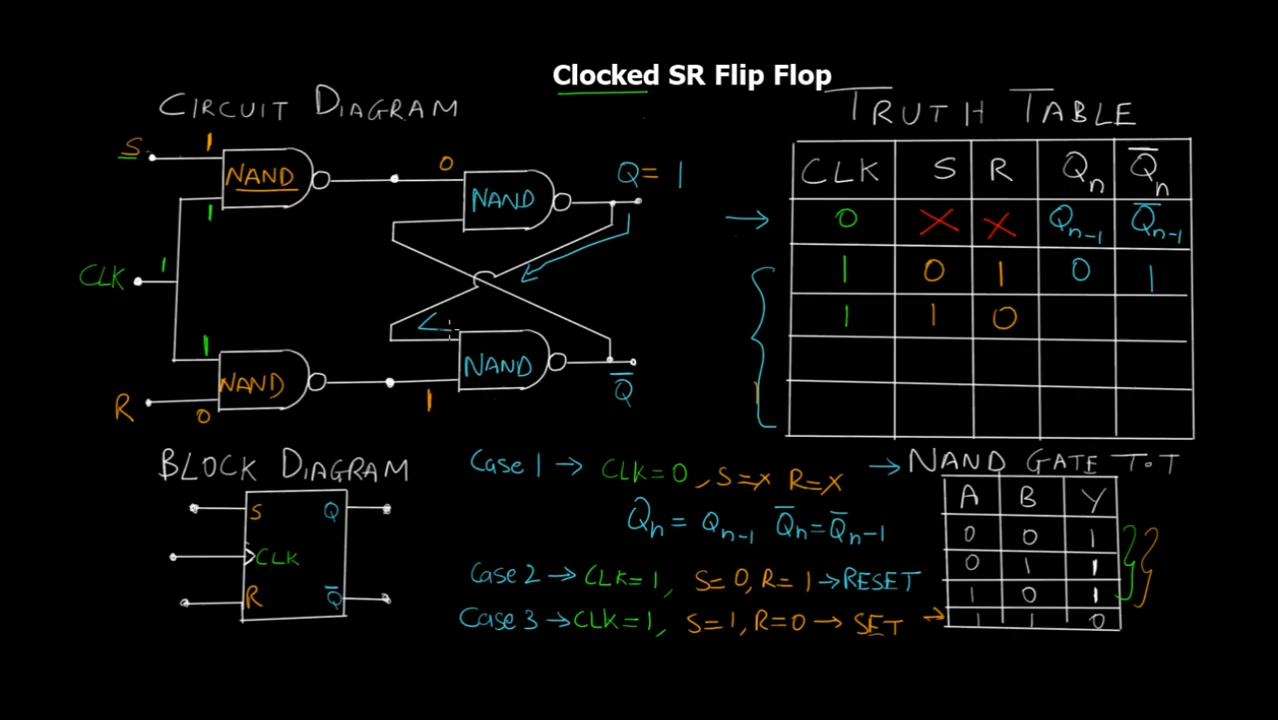 Clocked SR Flip Flop
CIRCUIT DIAGRAM
S 1
NAND
1
CLK 1
1
NAND
R 0
0
NAND
Q = 1
1
NAND
Q̅
TRUTH TABLE
CLK S R Qn Q̅n
0 X X Qn-1 Q̅n-1
1 0 1 0 1
1 1 0
BLOCK DIAGRAM
S Q
CLK
R Q̅
Case 1 → CLK=0, S=X R=X
Qn = Qn-1 Q̅n = Q̅n-1
Case 2 → CLK=1, S=0, R=1 → RESET
Case 3 → CLK=1, S=1, R=0 → SET
→ NAND GATE T.T
A B Y
0 0 1
0 1 1
1 0 1
1 1 0